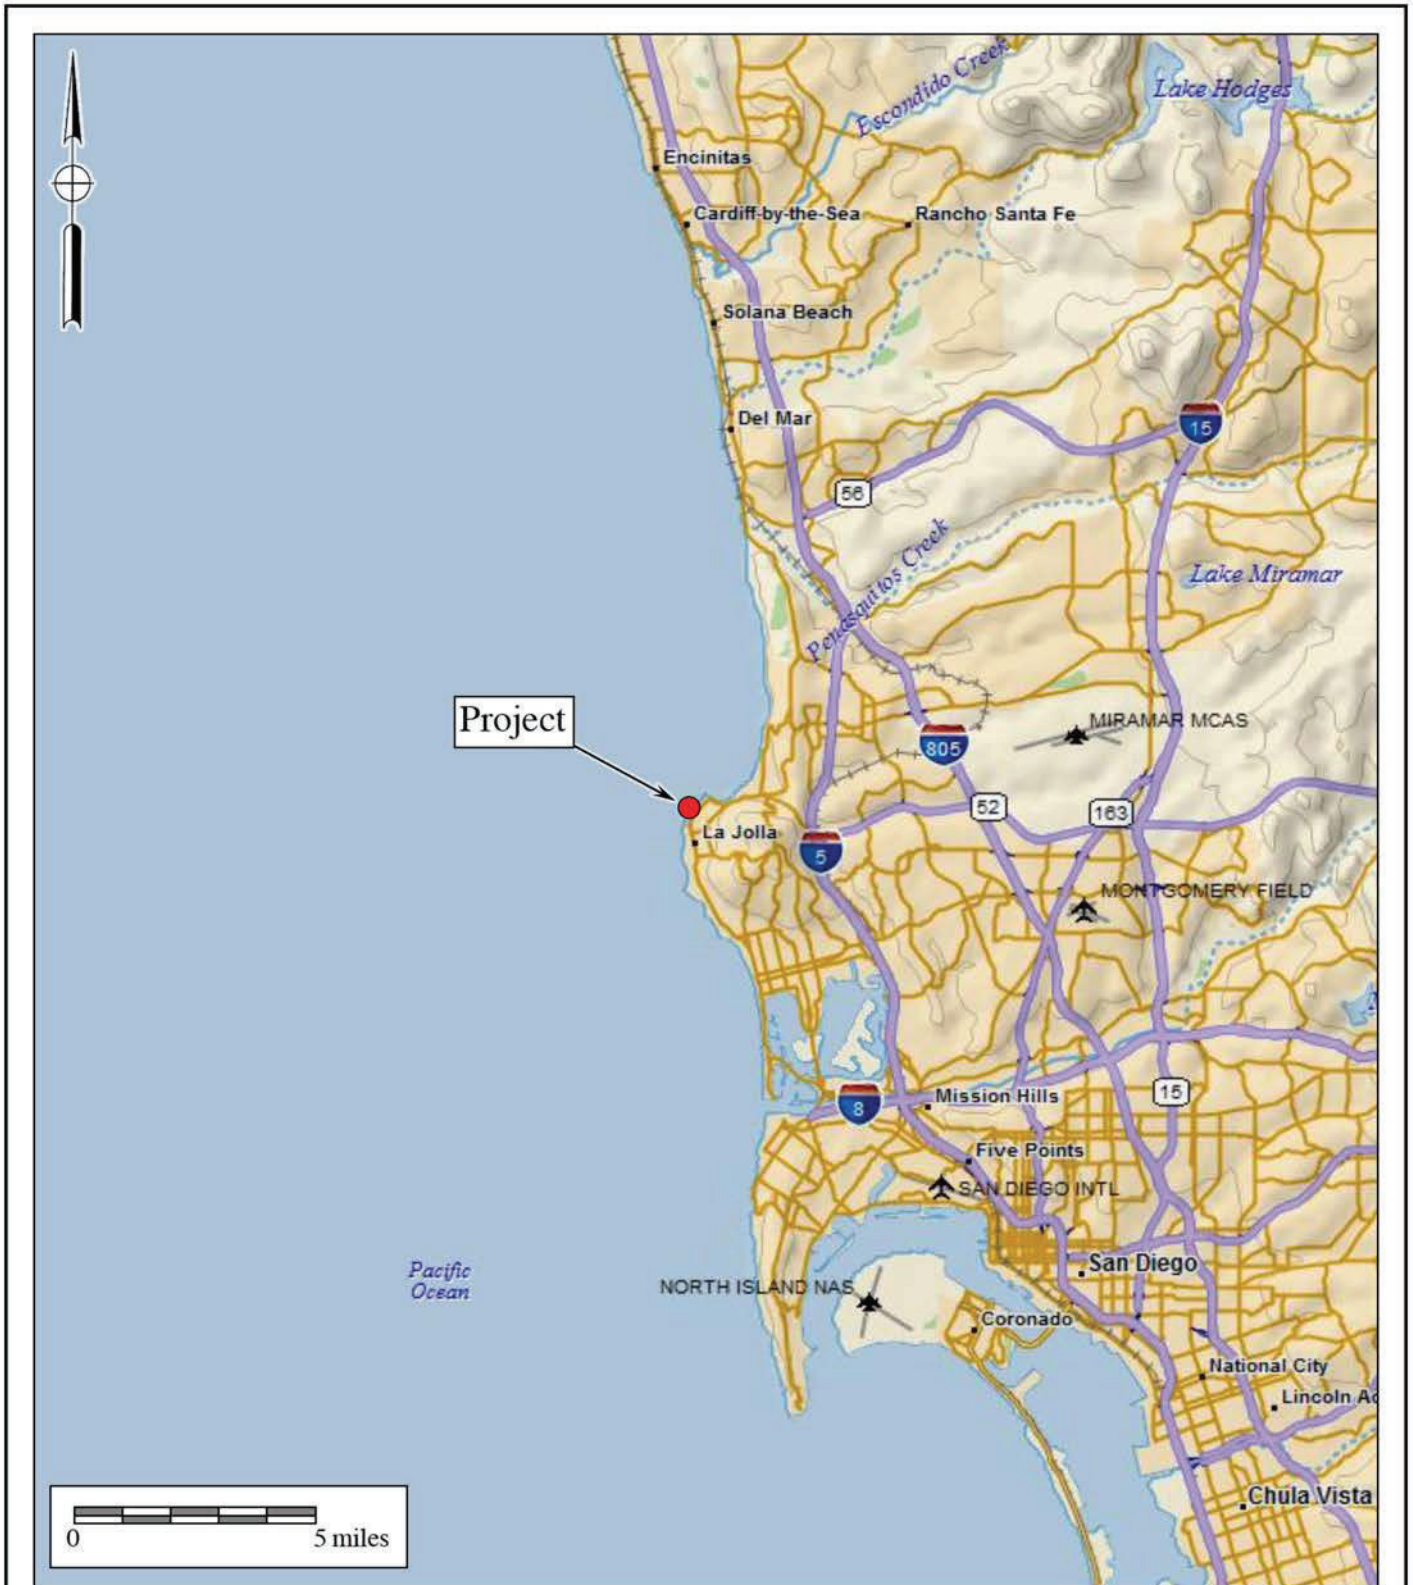 Escondido Creek
Lake Hodges
Encinitas
Cardiff-by-the-Sea
Rancho Santa Fe
Solana Beach
Del Mar
15
56
Penasquitos Creek
Lake Miramar
Project
MIRAMAR MCAS
805
52
163
La Jolla
5
MONTGOMERY FIELD
15
Mission Hills
8
Five Points
SAN DIEGO INTL
San Diego
Pacific
Ocean
NORTH ISLAND NAS
Coronado
National City
Lincoln
Chula Vista
0
5 miles